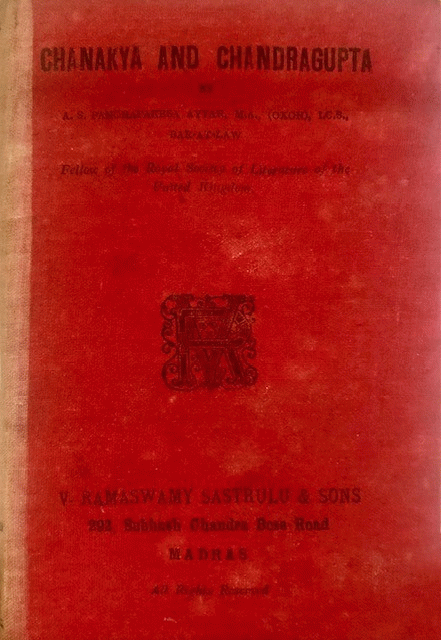 CHANAKYA AND CHANDRAGUPTA
BY
A. S. PANCHAPAKESA AYYAR, M.A., (OXON), I.C.S.,
BAR-AT-LAW
Fellow of the Royal Society of Literature of the
United Kingdom.
V. RAMASWAMY SASTRULU & SONS
292, Subhash Chandra Bose Road
MADRAS
All Rights Reserved